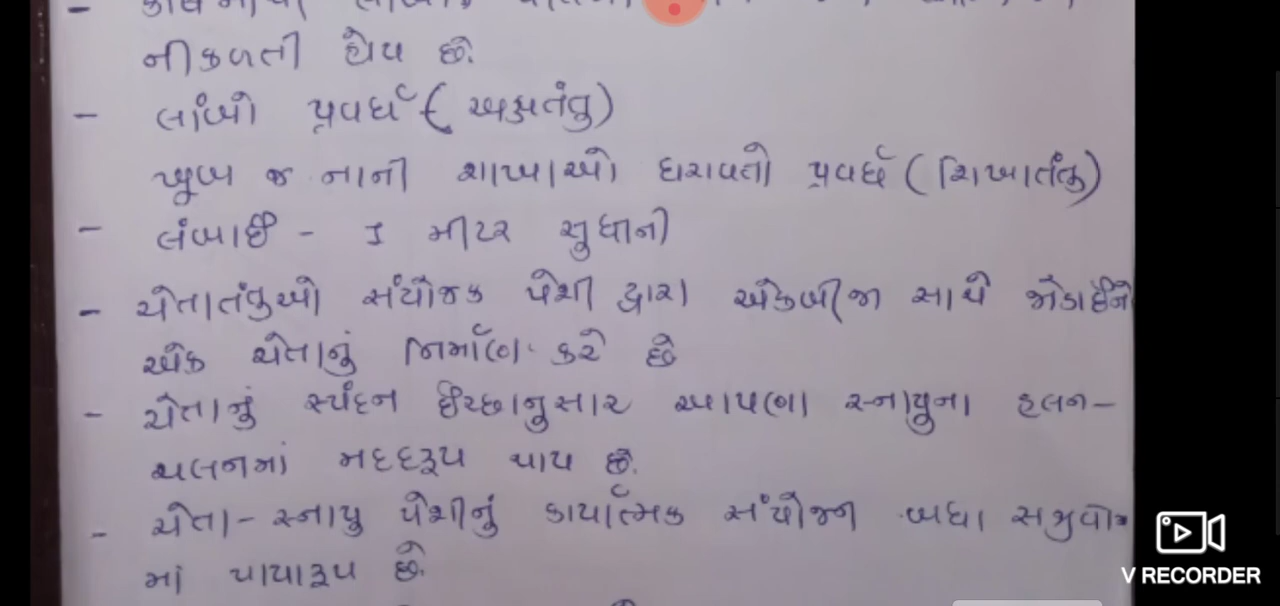 નીકળતી હોય છે.
- લાંબો પ્રવર્ધ (અક્ષતંતુ)
ખૂબ જ નાની શાખાઓ ધરાવતો પ્રવર્ધ (શિખાતંતુ)
- લંબાઈ - 1 મીટર સુધીની
- ચેતાતંતુઓ સંયોજક પેશી દ્વારા એકબીજા સાથે જોડાઈને
એક ચેતાનું નિર્માણ કરે છે
- ચેતાનું સ્પંદન ઈચ્છાનુસાર આપણા સ્નાયુના હલન-
ચલનમાં મદદરૂપ થાય છે.
- ચેતા-સ્નાયુ પેશીનું કાર્યાત્મક સંયોજન બધા સજીવો
માં પાયારૂપ છે.
V RECORDER